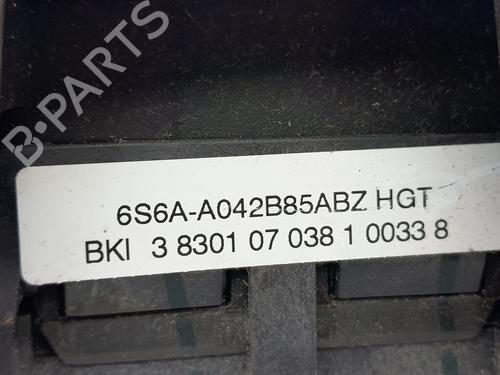 B-PARTS
6S6A-A042B85ABZ HGT
BKI 3 8301 07 038 1 0033 8